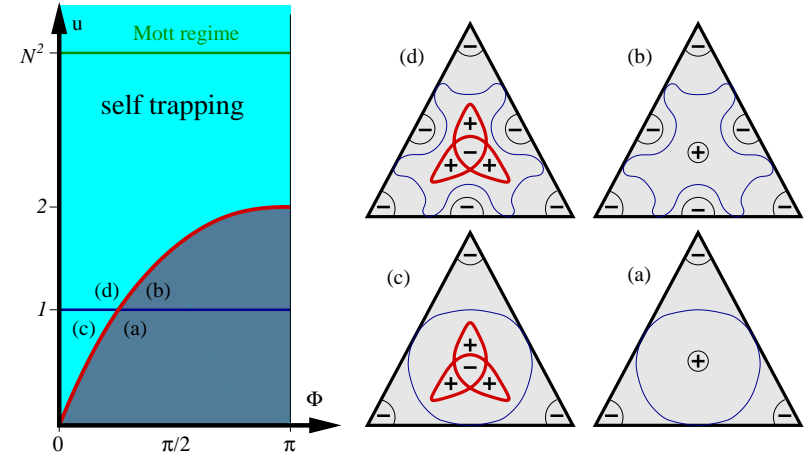 u
Mott regime
N²
self trapping
2
(d)
(b)
1
(c)
(a)
Φ
0
π/2
π
(d)
−
−
+
−
−
+
+
−
−
−
(b)
−
−
−
+
−
−
−
(c)
−
+
−
+
+
−
−
(a)
−
+
−
−